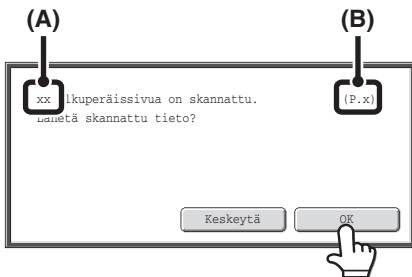 (A) (B)
xx lkuperäissivua on skannattu. (P.x)
Lähetä skannattu tieto?
Keskeytä OK